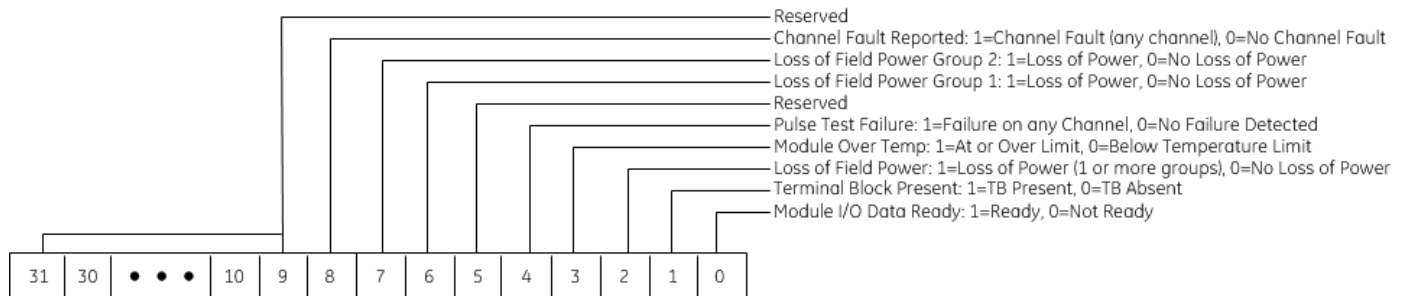 Reserved
Channel Fault Reported: 1=Channel Fault (any channel), 0=No Channel Fault
Loss of Field Power Group 2: 1=Loss of Power, 0=No Loss of Power
Loss of Field Power Group 1: 1=Loss of Power, 0=No Loss of Power
Reserved
Pulse Test Failure: 1=Failure on any Channel, 0=No Failure Detected
Module Over Temp: 1=At or Over Limit, 0=Below Temperature Limit
Loss of Field Power: 1=Loss of Power (1 or more groups), 0=No Loss of Power
Terminal Block Present: 1=TB Present, 0=TB Absent
Module I/O Data Ready: 1=Ready, 0=Not Ready
31 30 • • • 10 9 8 7 6 5 4 3 2 1 0